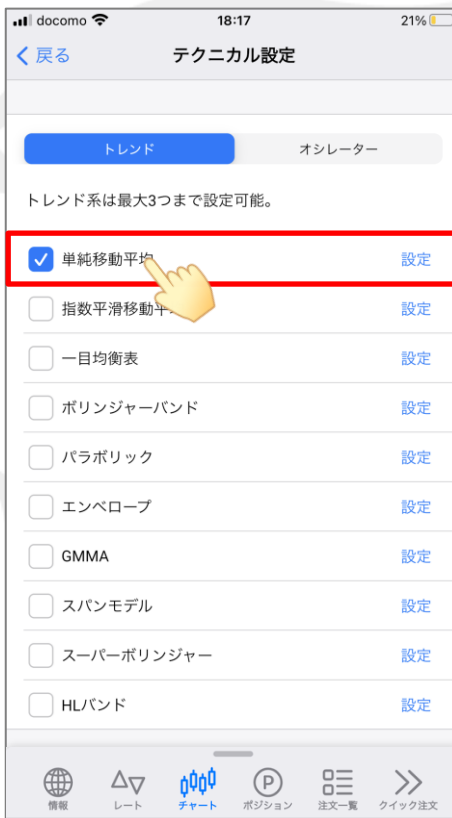 docomo 18:17 21%
戻る テクニカル設定
トレンド オシレーター
トレンド系は最大3つまで設定可能。
単純移動平均 設定
指数平滑移動平 設定
一目均衡表 設定
ボリンジャーバンド 設定
パラボリック 設定
エンベロープ 設定
GMMA 設定
スパンモデル 設定
スーパーボリンジャー 設定
HLバンド 設定
P
情報 レート チャート ポジション 注文一覧 クイック注文